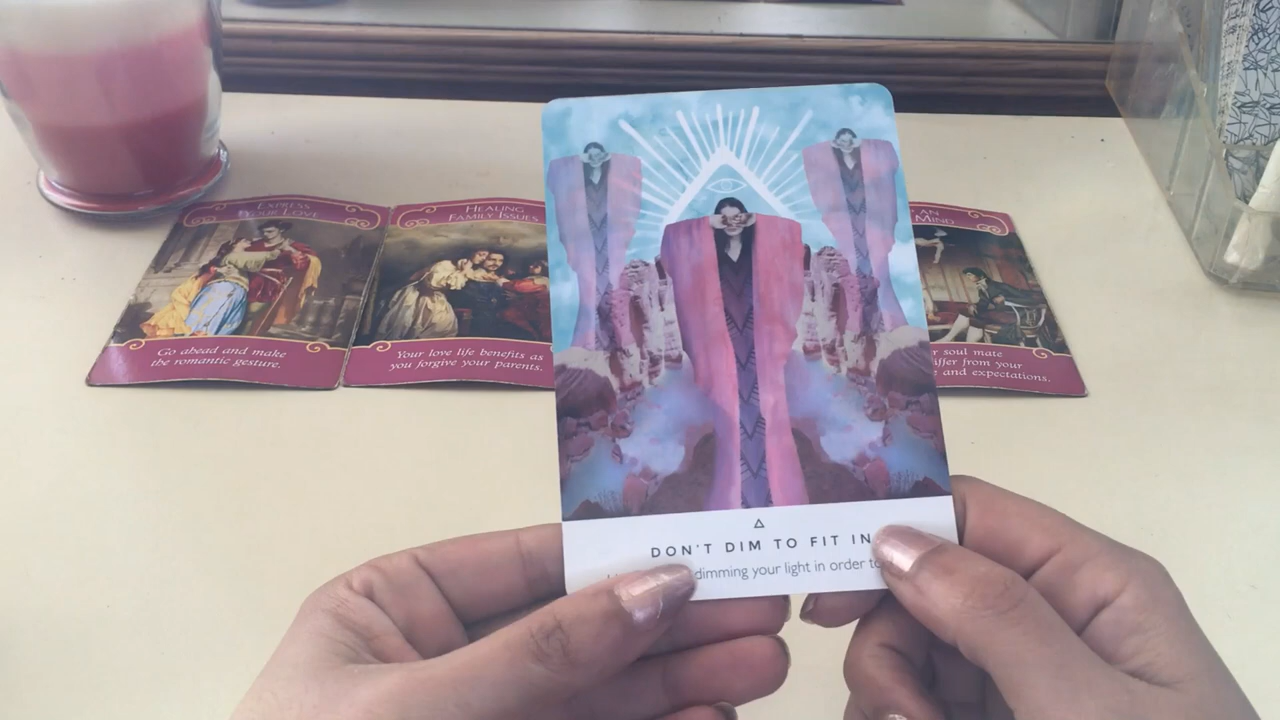 EXPRESS
YOUR LOVE
Go ahead and make
the romantic gesture.
HEALING
FAMILY ISSUES
Your love life benefits as
you forgive your parents.
DON'T DIM TO FIT IN
dimming your light in order to
AN
MIND
soul mate
from your
and expectations.